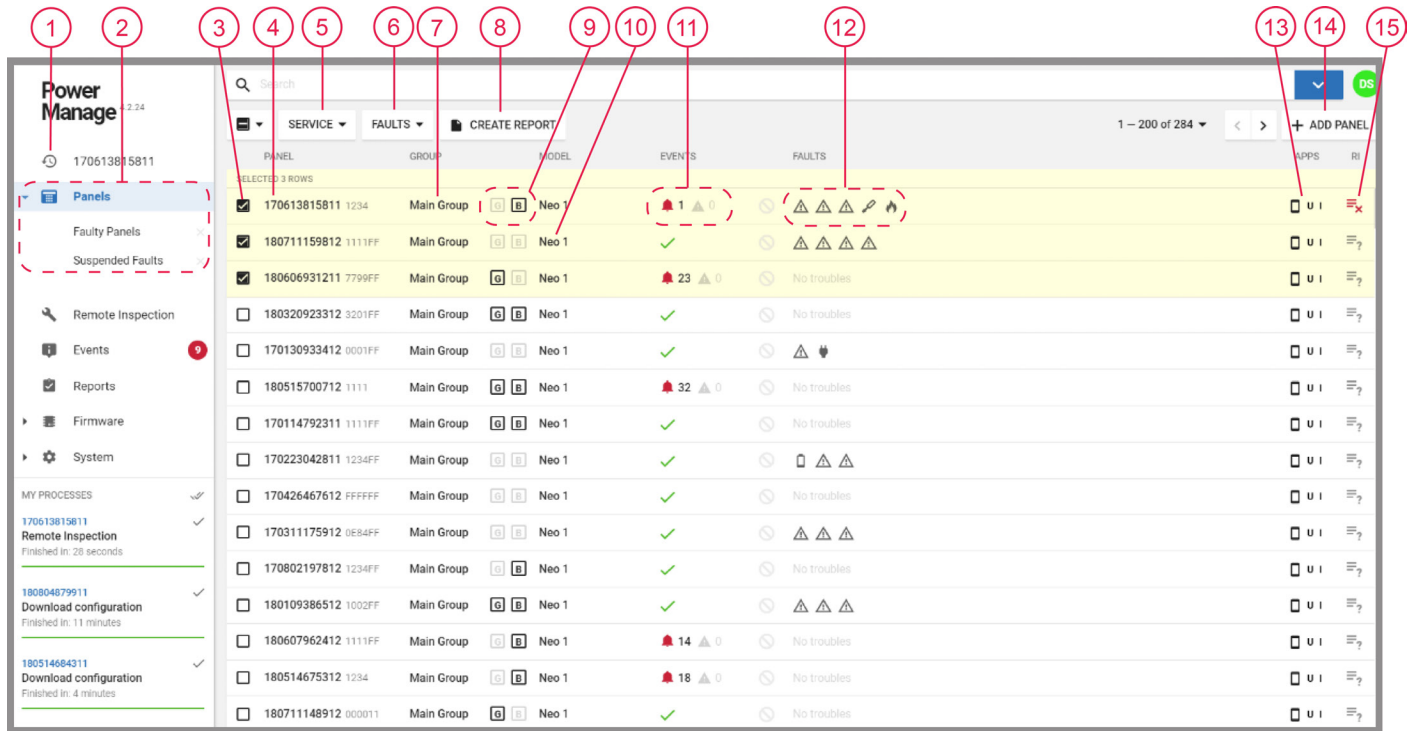 1 2 3 4 5 6 7 8 9 10 11 12 13 14 15
Power
Manage 4.2.24
Search
DS
SERVICE FAULTS CREATE REPORT 1 – 200 of 284 + ADD PANEL
170613815811
PANEL GROUP MODEL EVENTS FAULTS APPS RI
SELECTED 3 ROWS
Panels
Faulty Panels
Suspended Faults
Remote Inspection
Events 9
Reports
Firmware
System
170613815811 1234 Main Group G B Neo 1 1 0 U I
180711159812 1111FF Main Group G B Neo 1 U I
180606931211 7799FF Main Group G B Neo 1 23 0 No troubles U I
180320923312 3201FF Main Group G B Neo 1 No troubles U I
170130933412 0001FF Main Group G B Neo 1 U I
180515700712 1111 Main Group G B Neo 1 32 0 No troubles U I
170114792311 1111FF Main Group G B Neo 1 No troubles U I
170223042811 1234FF Main Group G B Neo 1 U I
170426467612 FFFFFF Main Group G B Neo 1 No troubles U I
170311175912 0E84FF Main Group G B Neo 1 U I
170802197812 1234FF Main Group G B Neo 1 No troubles U I
180109386512 1002FF Main Group G B Neo 1 U I
180607962412 1111FF Main Group G B Neo 1 14 0 No troubles U I
180514675312 1234 Main Group G B Neo 1 18 0 No troubles U I
180711148912 000011 Main Group G B Neo 1 No troubles U I
MY PROCESSES
170613815811
Remote Inspection
Finished in: 28 seconds
180804879911
Download configuration
Finished in: 11 minutes
180514684311
Download configuration
Finished in: 4 minutes